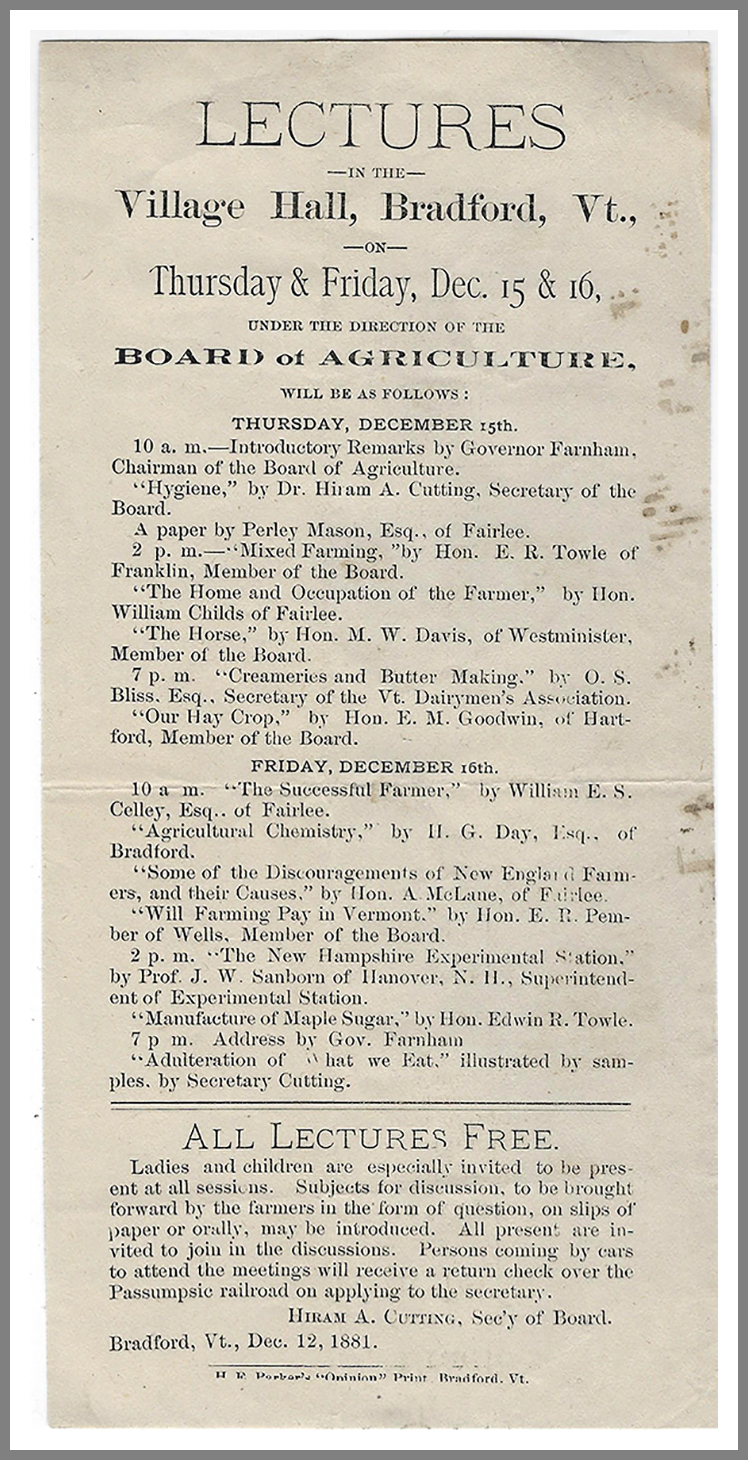 LECTURES
—IN THE—
Village Hall, Bradford, Vt.,
—ON—
Thursday & Friday, Dec. 15 & 16,
UNDER THE DIRECTION OF THE
BOARD of AGRICULTURE,
WILL BE AS FOLLOWS :
THURSDAY, DECEMBER 15th.
10 a. m.—Introductory Remarks by Governor Farnham,
Chairman of the Board of Agriculture.
“Hygiene,” by Dr. Hiram A. Cutting, Secretary of the
Board.
A paper by Perley Mason, Esq., of Fairlee.
2 p. m.—“Mixed Farming, ”by Hon. E. R. Towle of
Franklin, Member of the Board.
“The Home and Occupation of the Farmer,” by Hon.
William Childs of Fairlee.
“The Horse,” by Hon. M. W. Davis, of Westminister,
Member of the Board.
7 p. m. “Creameries and Butter Making,” by O. S.
Bliss, Esq., Secretary of the Vt. Dairymen’s Association.
“Our Hay Crop,” by Hon. E. M. Goodwin, of Hart-
ford, Member of the Board.
FRIDAY, DECEMBER 16th.
10 a m. “The Successful Farmer,” by William E. S.
Celley, Esq.. of Fairlee.
“Agricultural Chemistry,” by H. G. Day, Esq., of
Bradford.
“Some of the Discouragements of New England Farm-
ers, and their Causes,” by Hon. A. McLane, of Fairlee.
“Will Farming Pay in Vermont,” by Hon. E. R. Pem-
ber of Wells, Member of the Board.
2 p. m. “The New Hampshire Experimental Station,”
by Prof. J. W. Sanborn of Hanover, N. H., Superintend-
ent of Experimental Station.
“Manufacture of Maple Sugar,” by Hon. Edwin R. Towle.
7 p m. Address by Gov. Farnham
“Adulteration of What we Eat,” illustrated by sam-
ples, by Secretary Cutting.
ALL LECTURES FREE.
Ladies and children are especially invited to be pres-
ent at all sessions. Subjects for discussion, to be brought
forward by the farmers in the form of question, on slips of
paper or orally, may be introduced. All present are in-
vited to join in the discussions. Persons coming by cars
to attend the meetings will receive a return check over the
Passumpsic railroad on applying to the secretary.
HIRAM A. CUTTING, Sec’y of Board.
Bradford, Vt., Dec. 12, 1881.
H. E. Parker’s “Opinion” Print, Bradford, Vt.